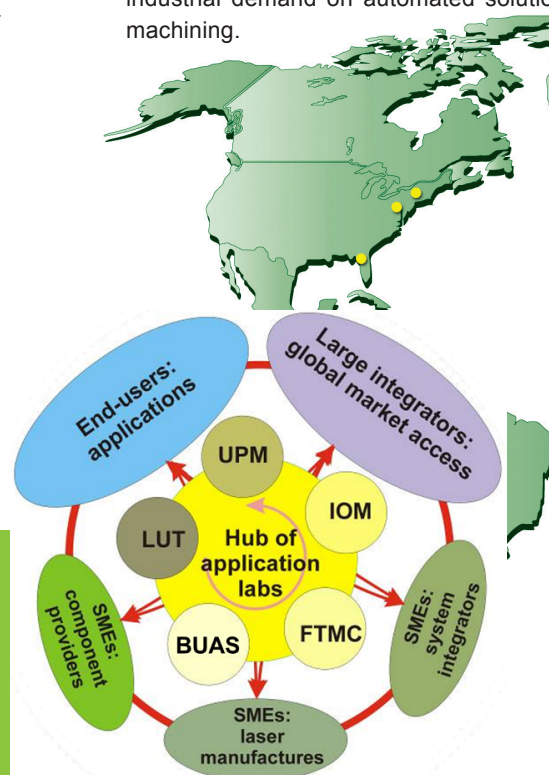 industrial demand on automated solutio
machining.
End-users:
applications
Large integrators:
global market access
UPM
IOM
LUT
Hub of
application
labs
BUAS
FTMC
SMEs:
component
providers
SMEs:
system
integrators
SMEs:
laser
manufactures